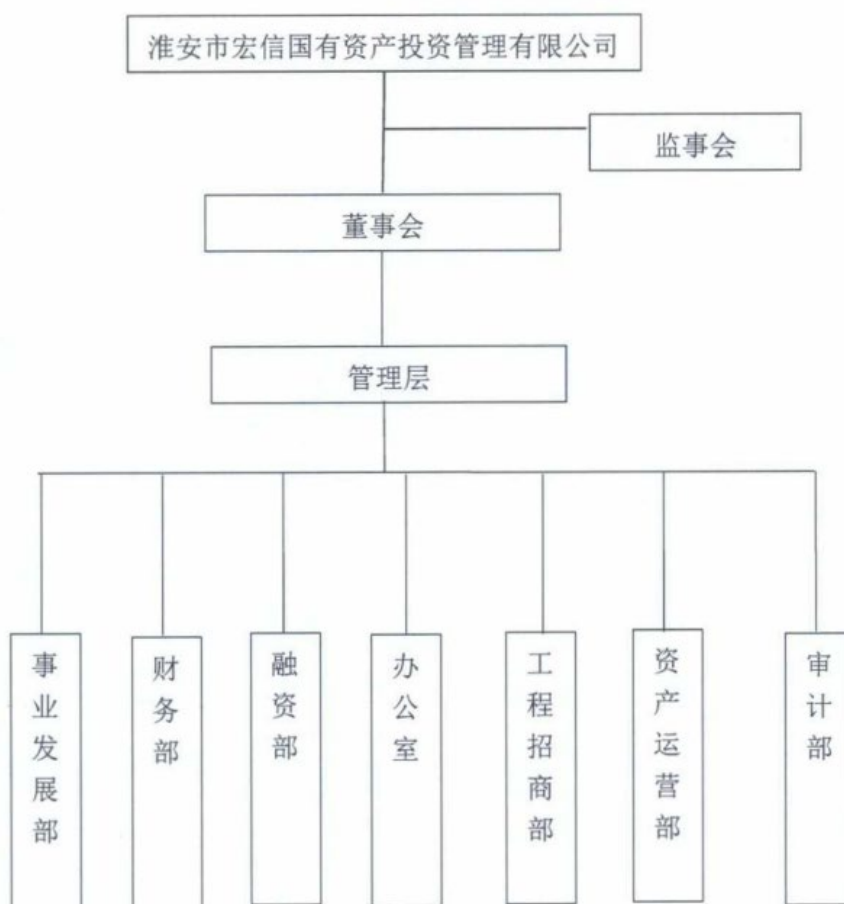 淮安市宏信国有资产投资管理有限公司
监事会
董事会
管理层
事业发展部
财务部
融资部
办公室
工程招商部
资产运营部
审计部